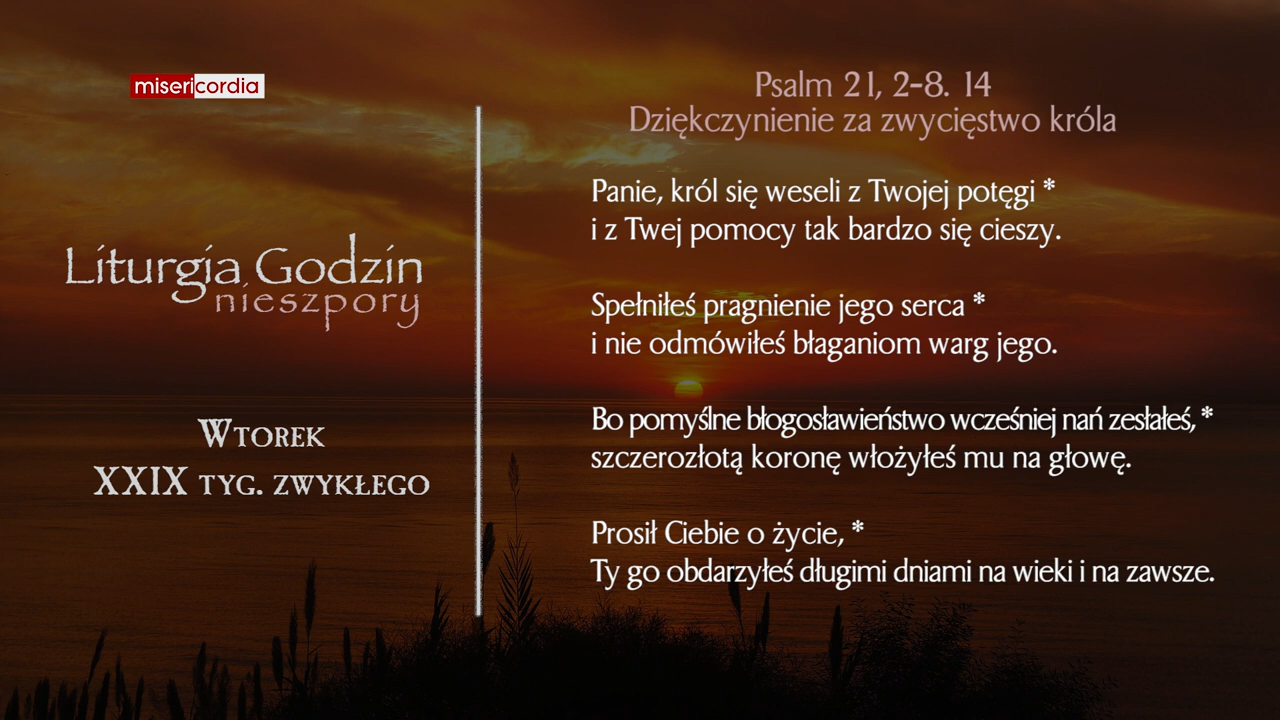 misericordia
Liturgia Godzin
nieszpory
Wtorek
XXIX tyg. zwykłego
Psalm 21, 2-8. 14
Dziękczynienie za zwycięstwo króla
Panie, król się weseli z Twojej potęgi *
i z Twej pomocy tak bardzo się cieszy.
Spełniłeś pragnienie jego serca *
i nie odmówiłeś błaganiom warg jego.
Bo pomyślne błogosławieństwo wcześniej nań zesłałeś, *
szczerozłotą koronę włożyłeś mu na głowę.
Prosił Ciebie o życie, *
Ty go obdarzyłeś długimi dniami na wieki i na zawsze.